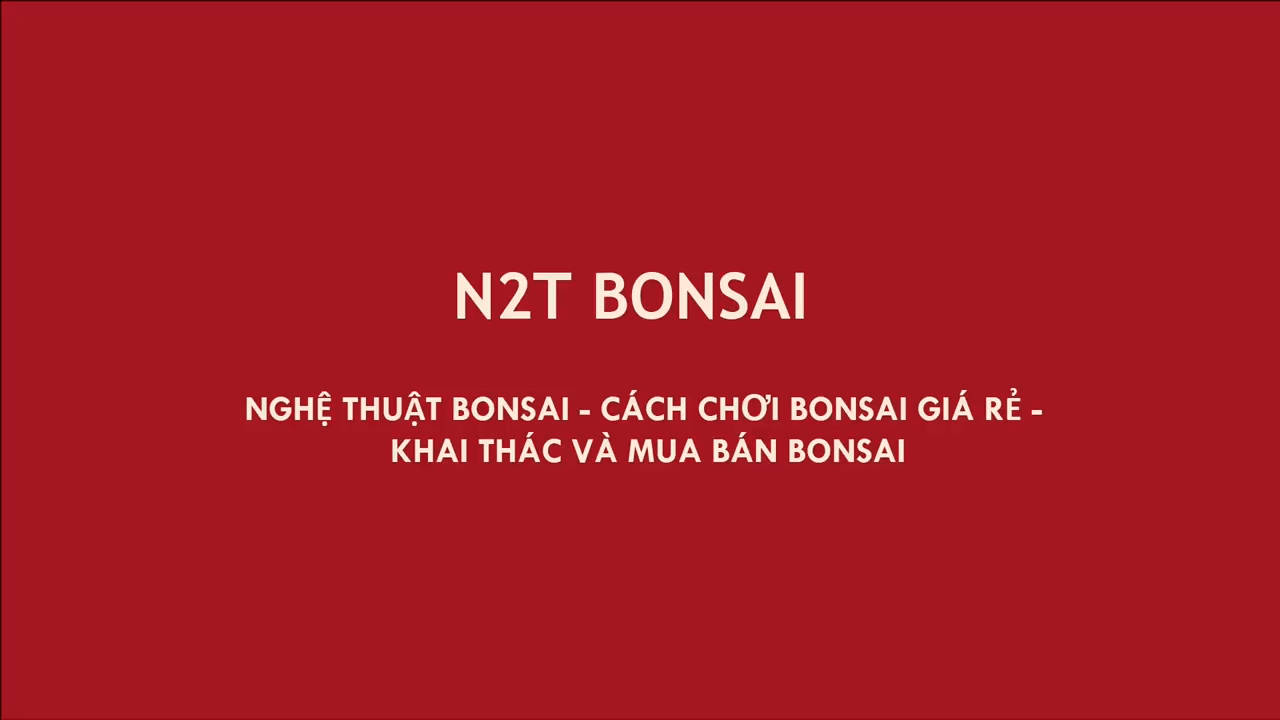 N2T BONSAI
NGHỆ THUẬT BONSAI - CÁCH CHƠI BONSAI GIÁ RẺ -
KHAI THÁC VÀ MUA BÁN BONSAI